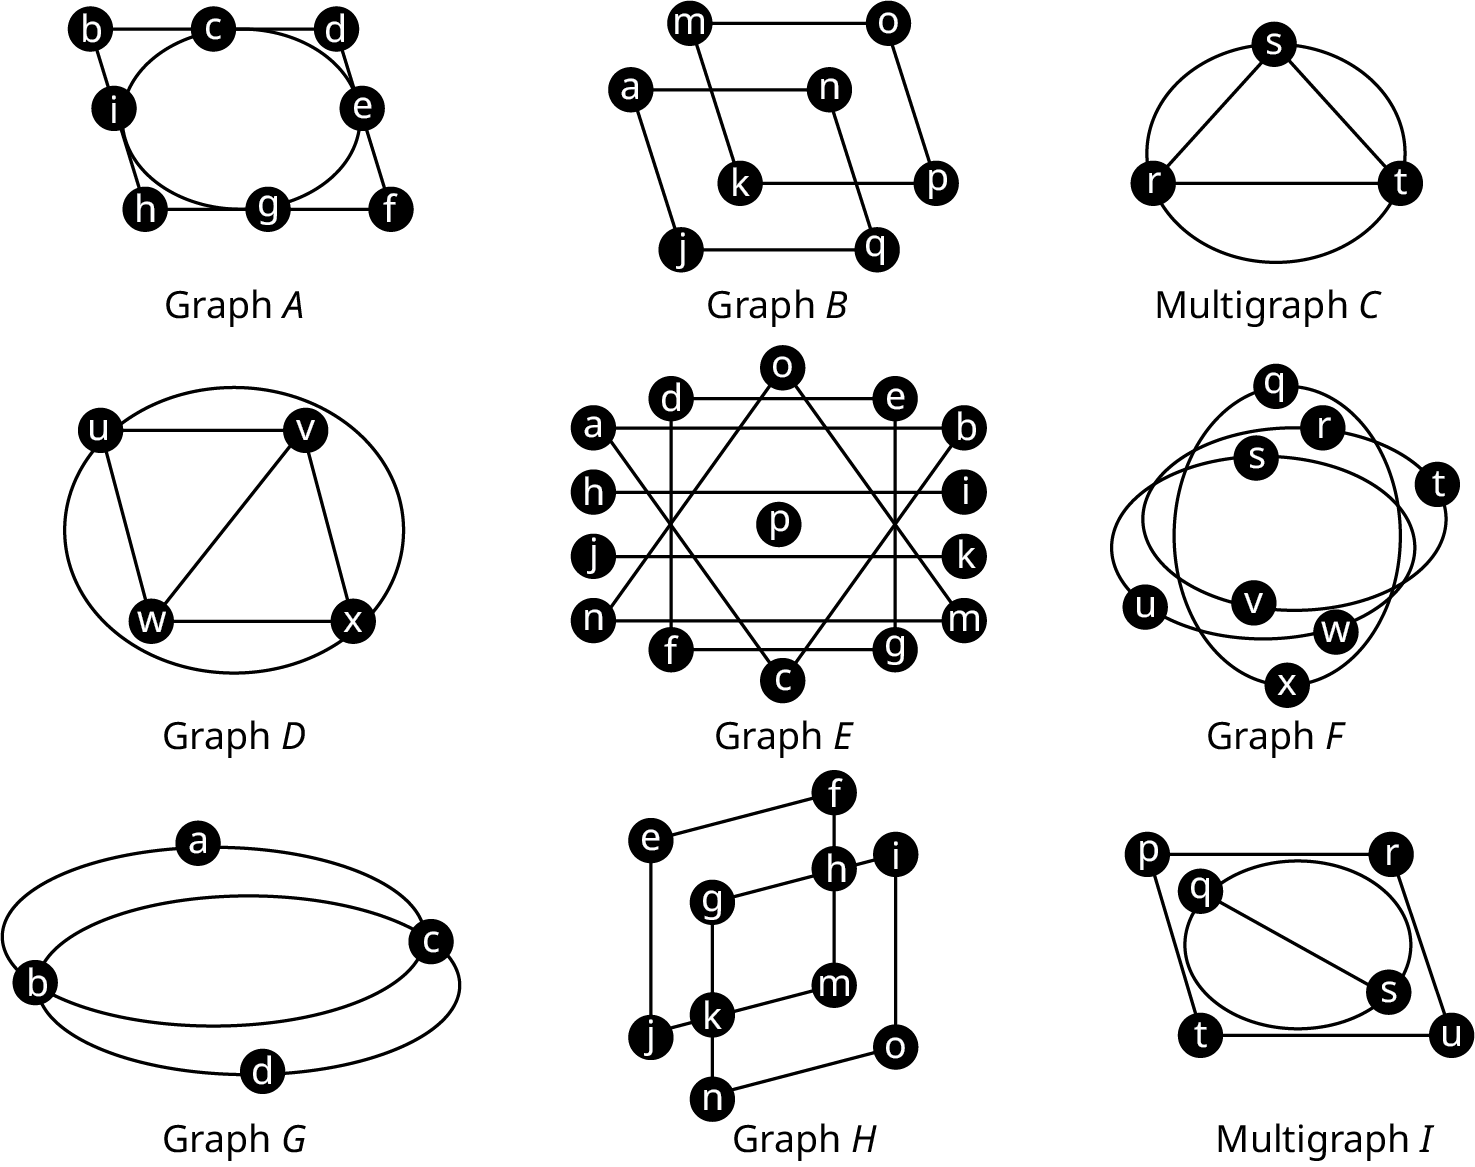 b c d
i e
h g f
Graph A
m o
a n
k p
j q
Graph B
s
r t
Multigraph C
u v
w x
Graph D
o
d e
a b
h i
p
j k
n m
f g
c
Graph E
q
r
s
t
u v
w
x
Graph F
a
c
b
d
Graph G
f
e
h i
g
m
k
j o
n
Graph H
p r
q
s
t u
Multigraph I